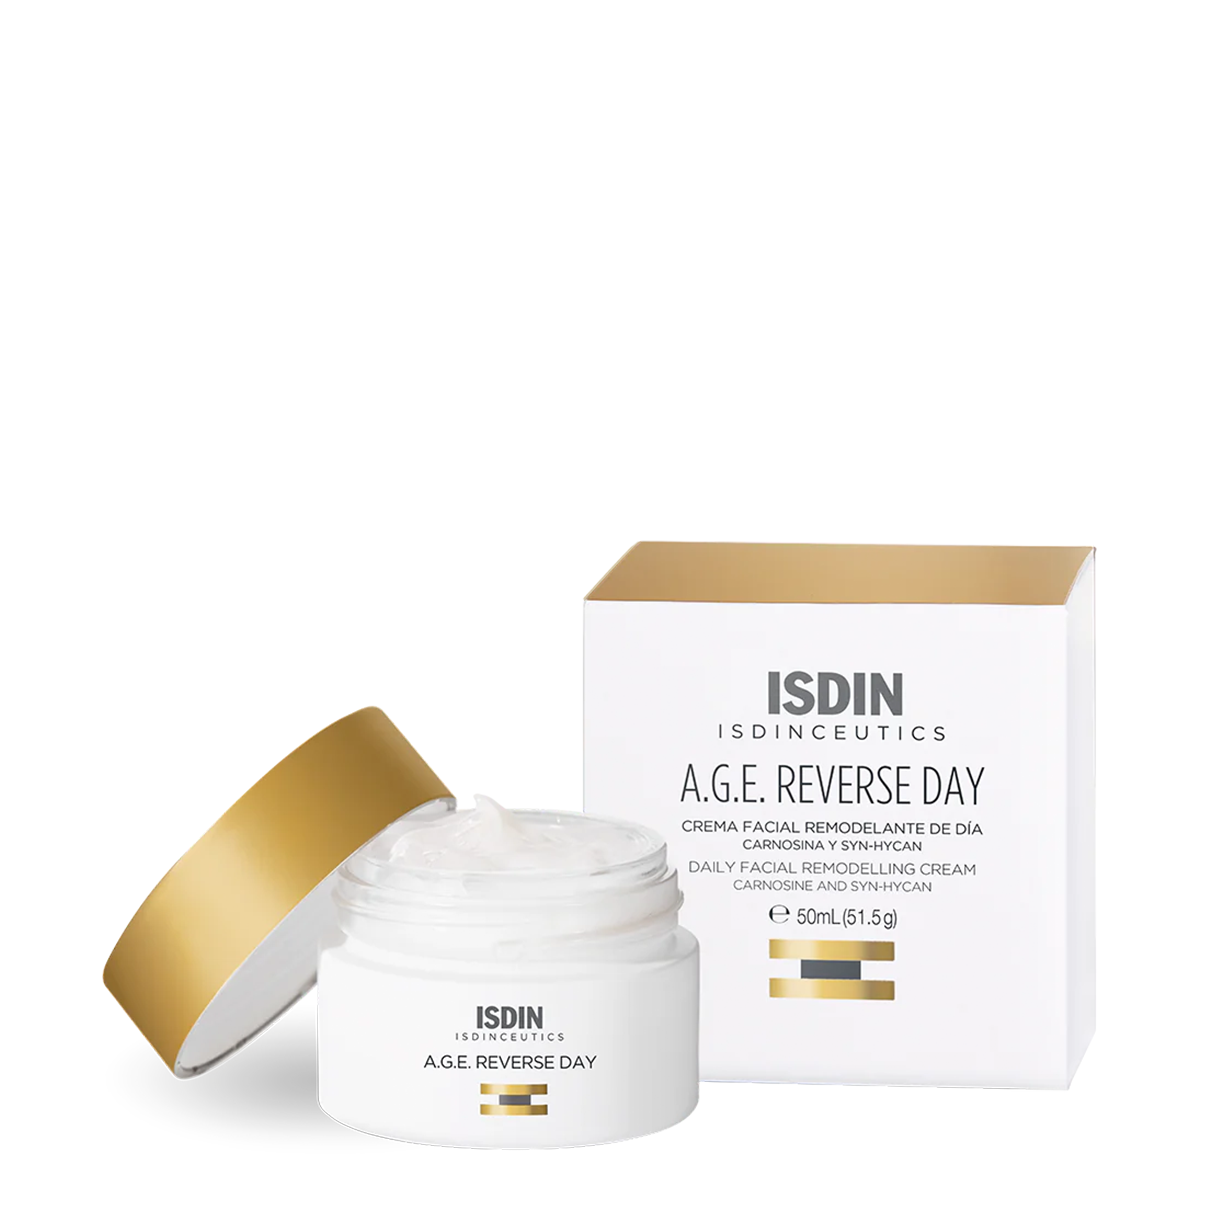 ISDIN
ISDINCEUTICS
A.G.E. REVERSE DAY
CREMA FACIAL REMODELANTE DE DÍA
CARNOSINA Y SYN-HYCAN
DAILY FACIAL REMODELLING CREAM
CARNOSINE AND SYN-HYCAN
℮ 50mL(51.5g)
ISDIN
ISDINCEUTICS
A.G.E. REVERSE DAY